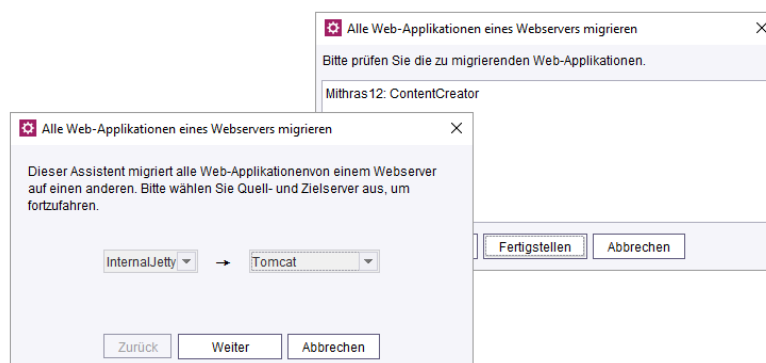 Alle Web-Applikationen eines Webservers migrieren
Bitte prüfen Sie die zu migrierenden Web-Applikationen.
Mithras12: ContentCreator
Fertigstellen
Abbrechen
Alle Web-Applikationen eines Webservers migrieren
Dieser Assistent migriert alle Web-Applikationenvon einem Webserver
auf einen anderen. Bitte wählen Sie Quell- und Zielserver aus, um
fortzufahren.
InternalJetty → Tomcat
Zurück
Weiter
Abbrechen